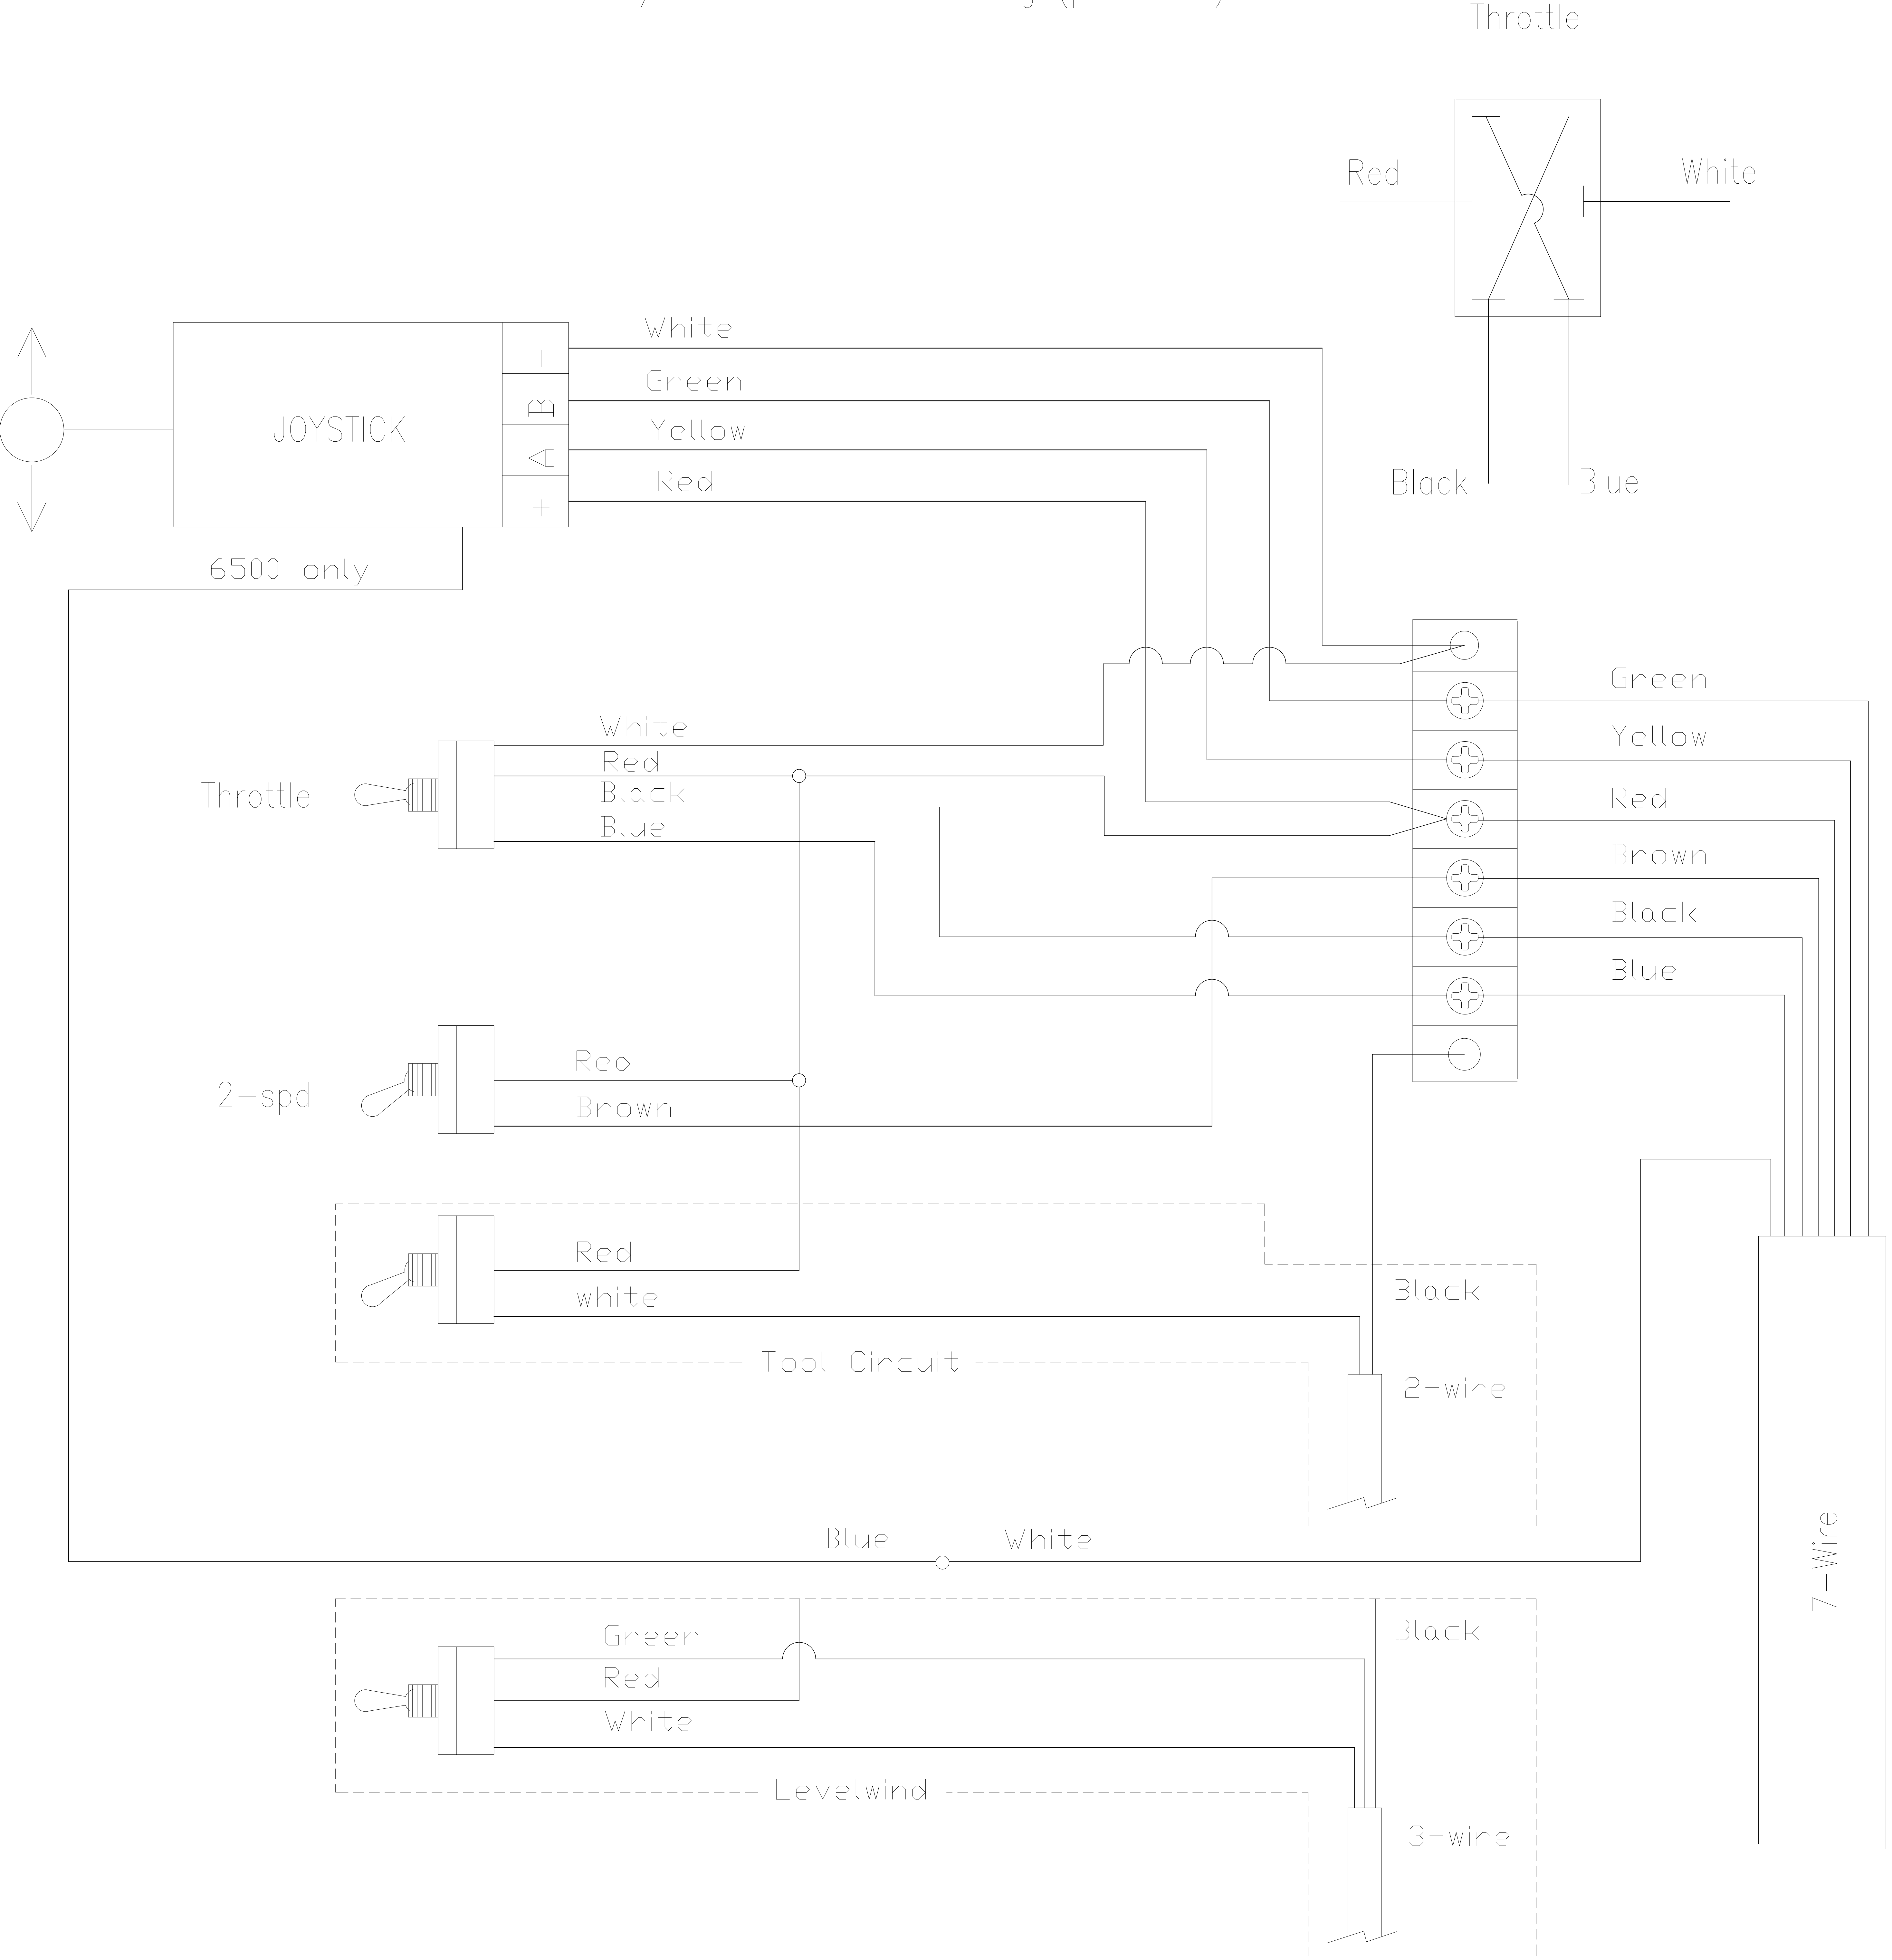 Throttle
Red
White
Black
Blue
White
Green
Yellow
Red
JOYSTICK
-
B
A
+
6500 only
Throttle
White
Red
Black
Blue
Green
Yellow
Red
Brown
Black
Blue
2-spd
Red
Brown
Red
white
Tool Circuit
Black
2-wire
Blue
White
7-Wire
Green
Red
White
Levelwind
Black
3-wire